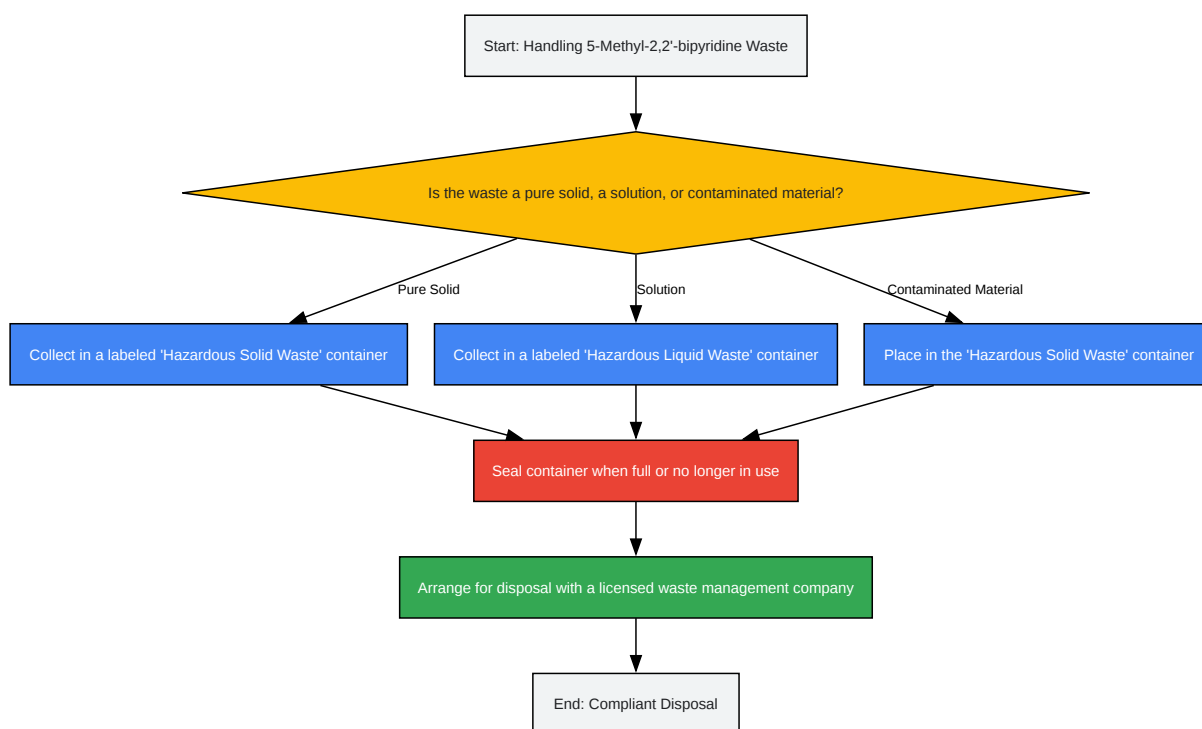 Start: Handling 5-Methyl-2,2'-bipyridine Waste
Is the waste a pure solid, a solution, or contaminated material?
Pure Solid
Solution
Contaminated Material
Collect in a labeled 'Hazardous Solid Waste' container
Collect in a labeled 'Hazardous Liquid Waste' container
Place in the 'Hazardous Solid Waste' container
Seal container when full or no longer in use
Arrange for disposal with a licensed waste management company
End: Compliant Disposal